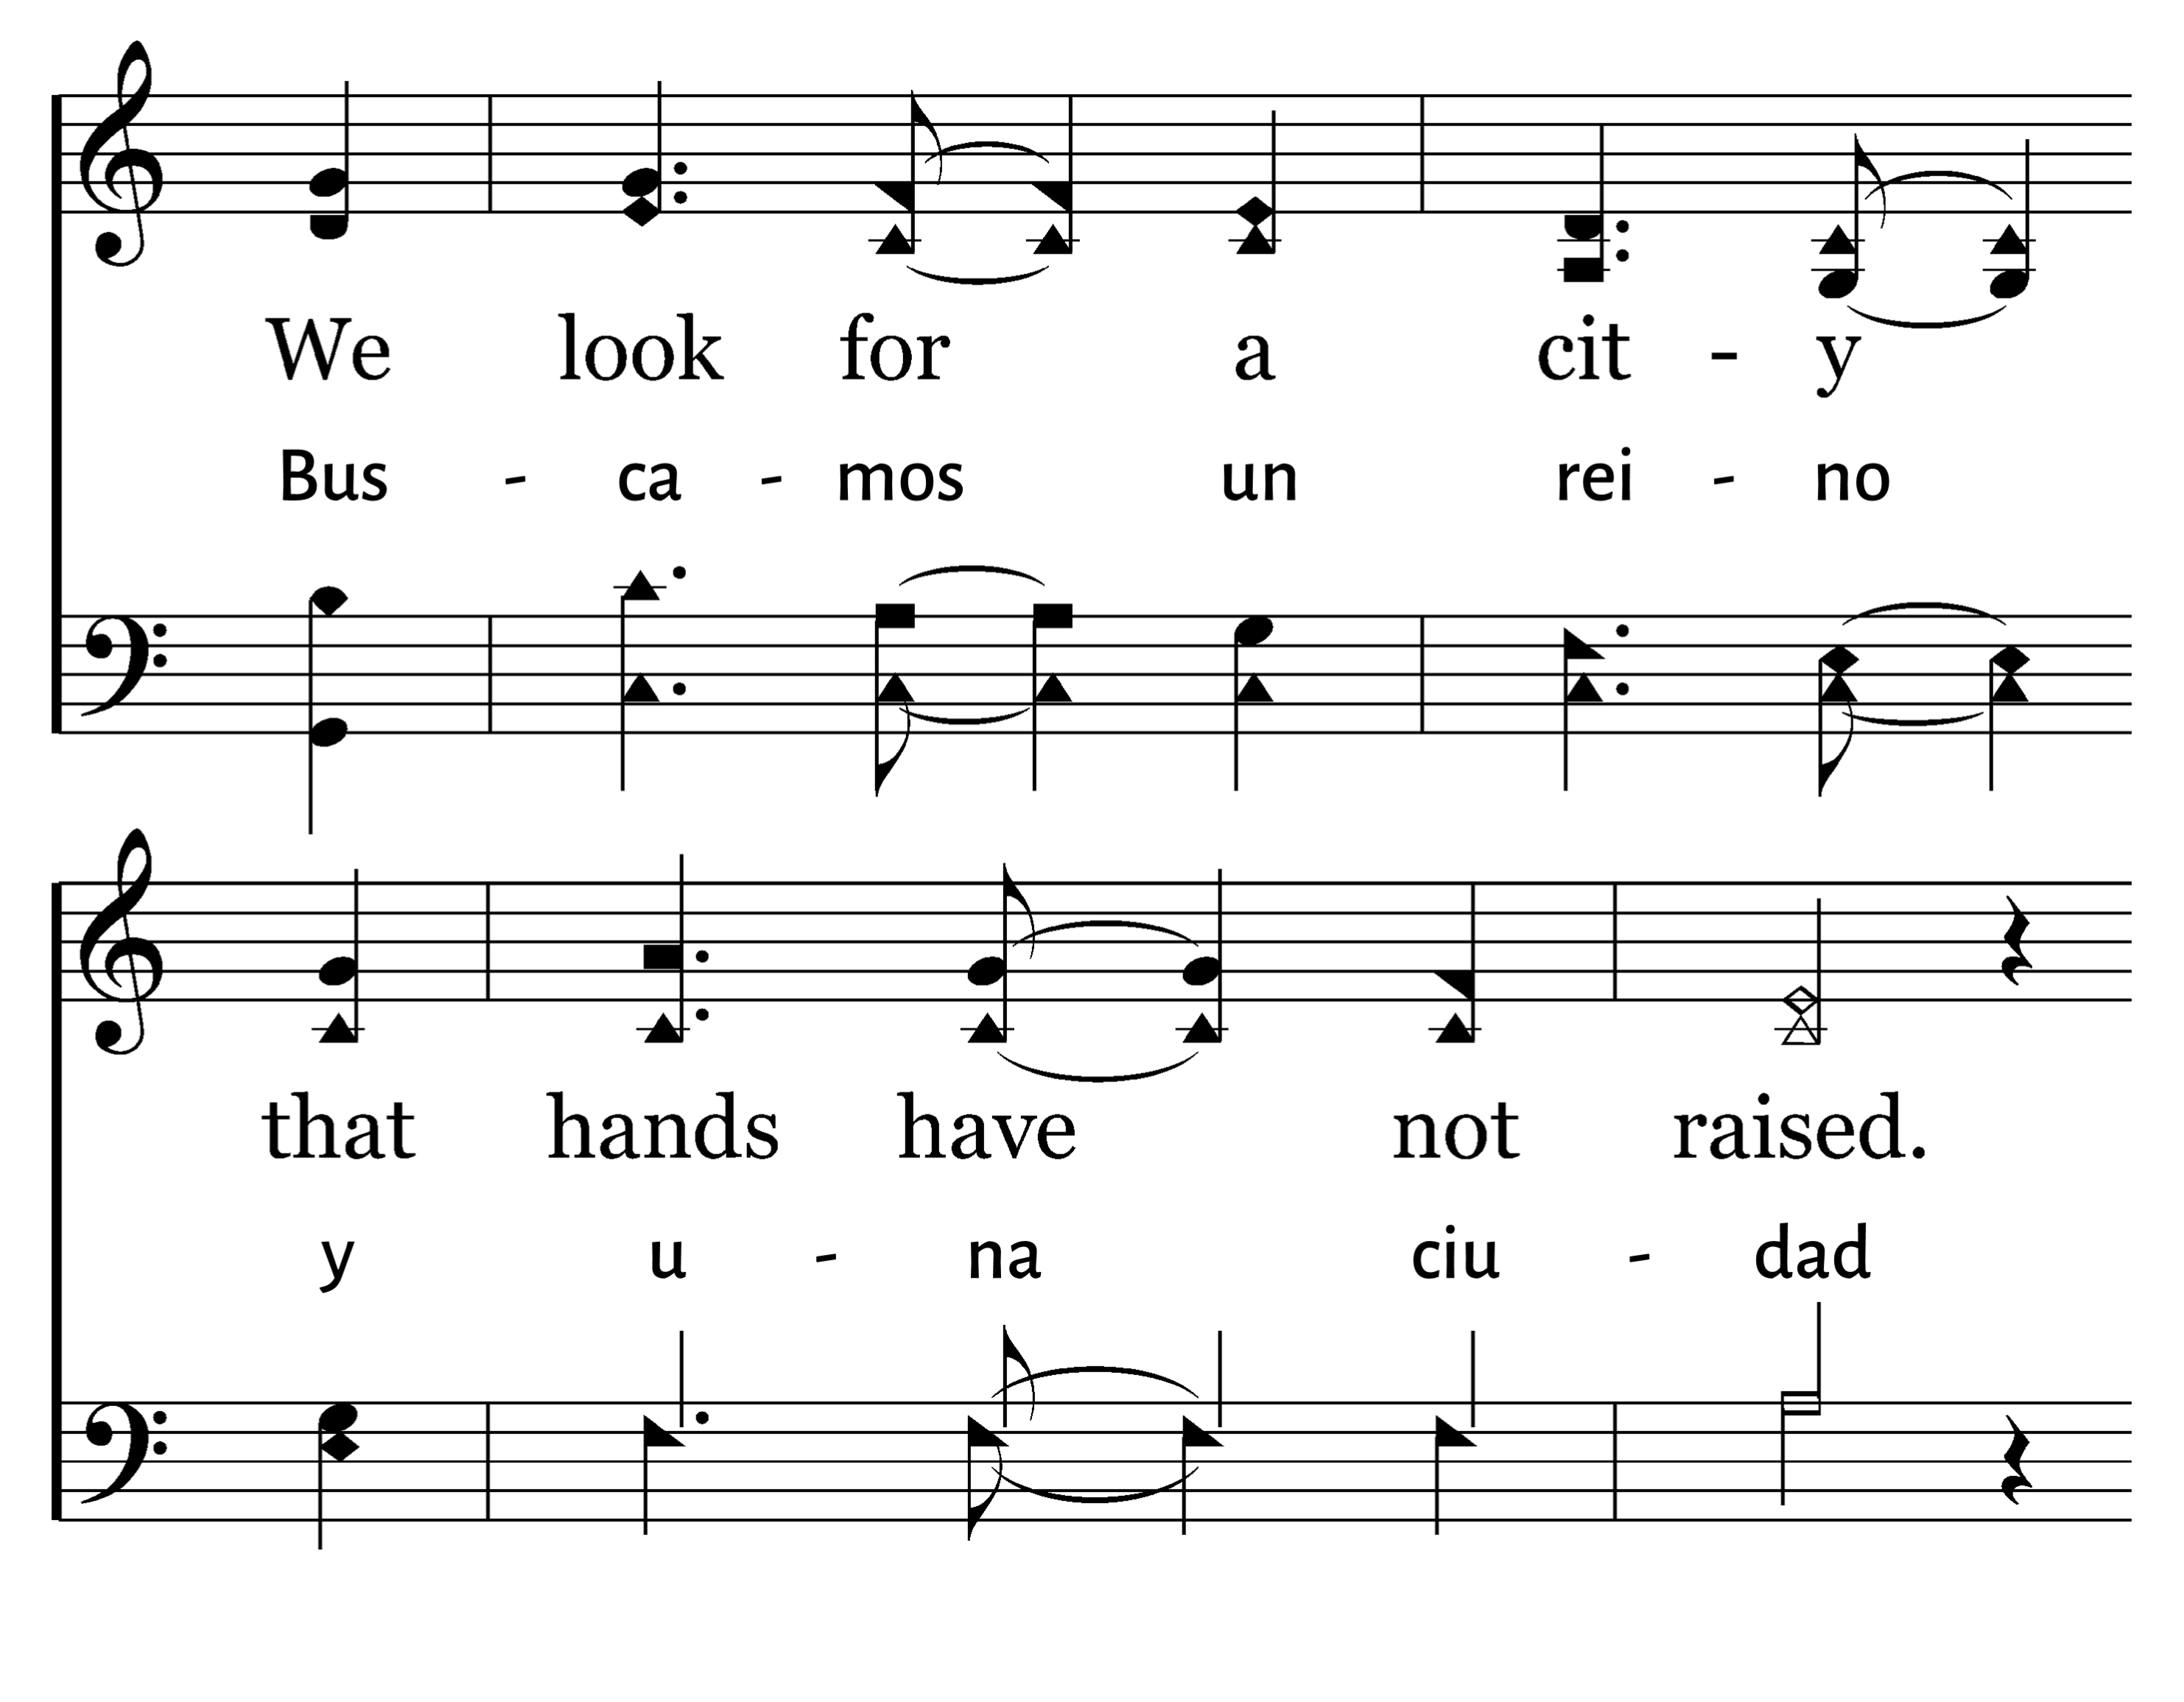 We look for a cit - y
Bus - ca - mos un rei - no
that hands have not raised.
y u - na ciu - dad